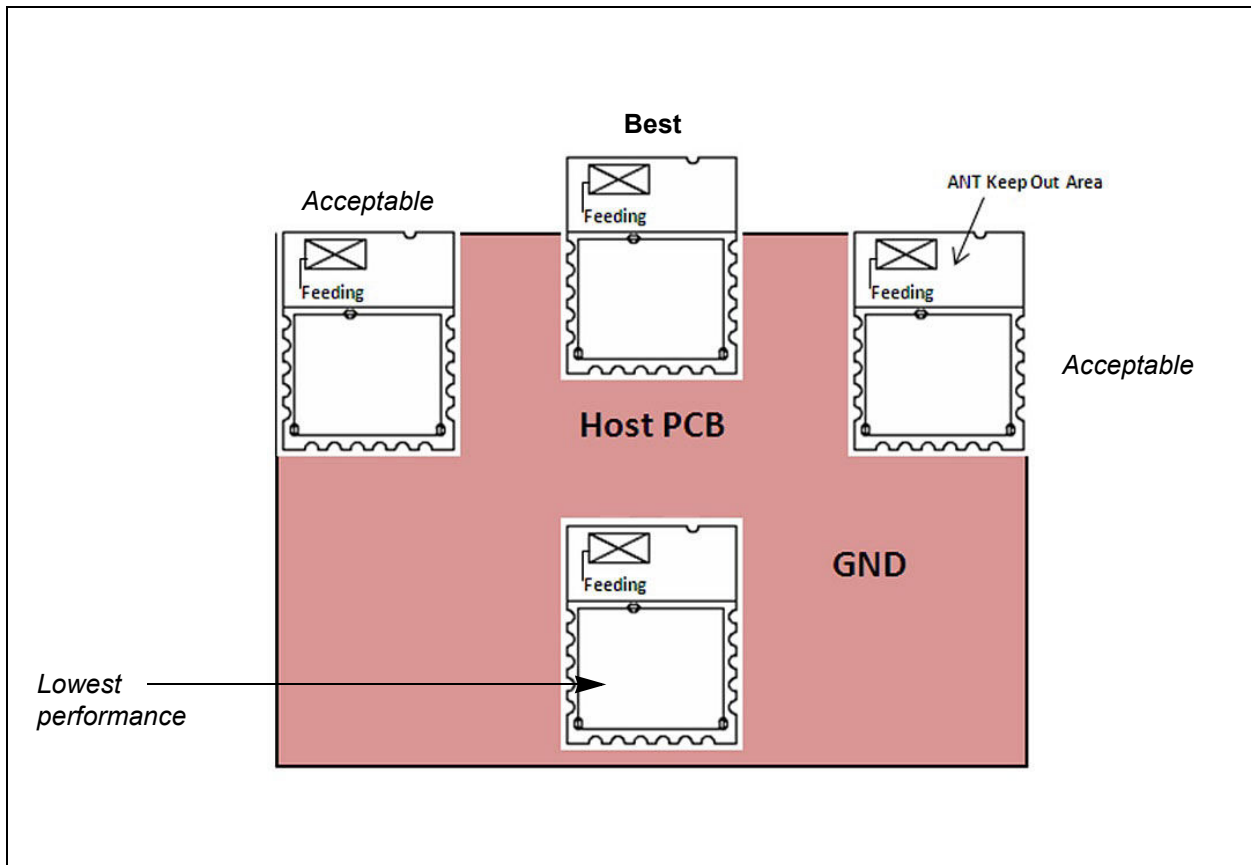 Best
Acceptable
ANT Keep Out Area
Feeding
Feeding
Feeding
Acceptable
Host PCB
Feeding
GND
Lowest
performance